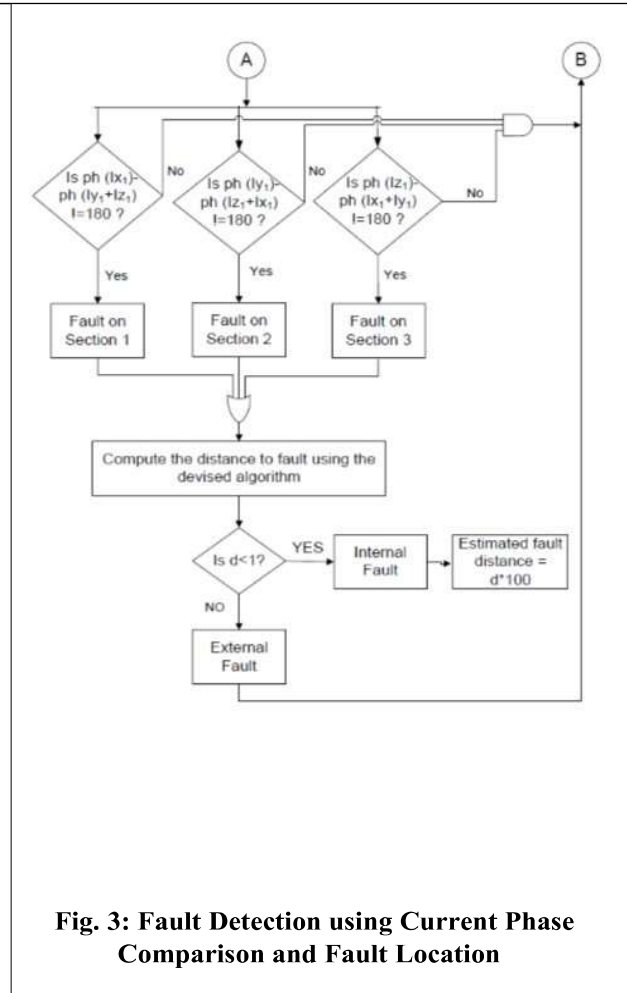 A
B
Is ph (Ix₁)-
ph (Iy₁+Iz₁)
!=180 ?
No
Is ph (Iy₁)-
ph (Iz₁+Ix₁)
!=180 ?
No
Is ph (Iz₁)-
ph (Ix₁+Iy₁)
!=180 ?
No
Yes
Yes
Yes
Fault on
Section 1
Fault on
Section 2
Fault on
Section 3
Compute the distance to fault using the
devised algorithm
Is d<1?
YES
Internal
Fault
Estimated fault
distance =
d*100
NO
External
Fault
Fig. 3: Fault Detection using Current Phase
Comparison and Fault Location